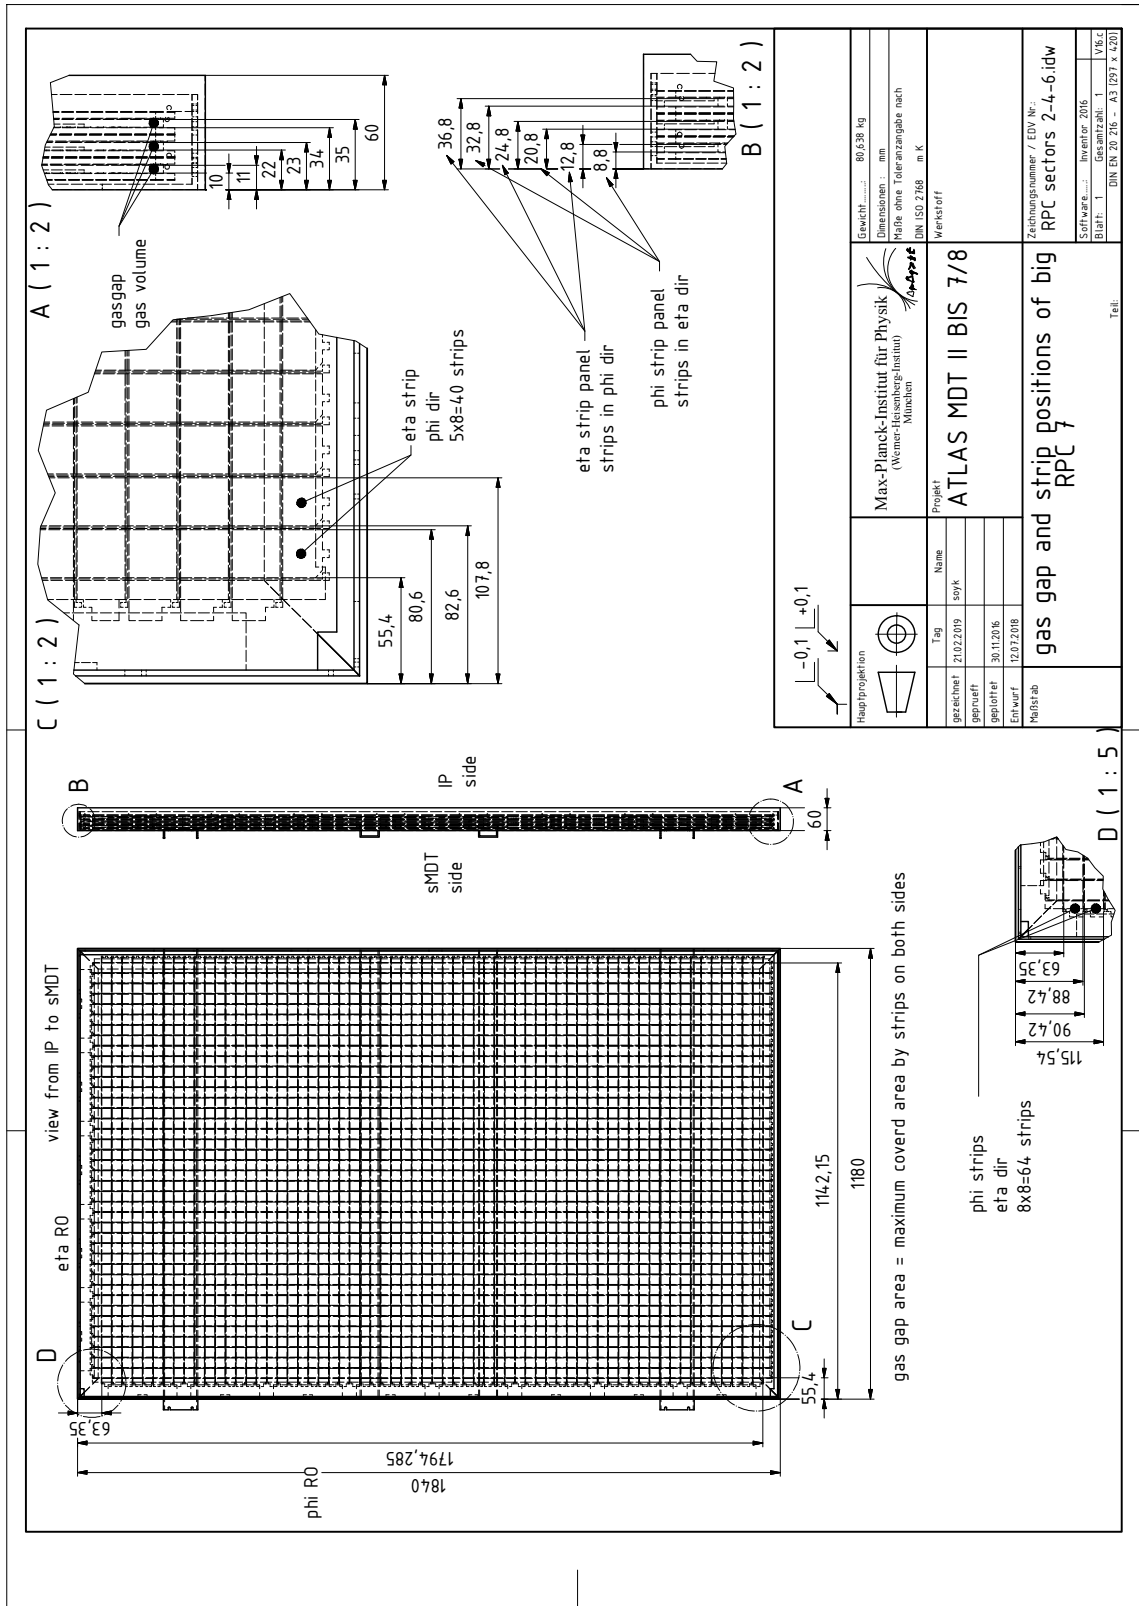 C ( 1 : 2 )
55,4
80,6
82,6
107,8
eta strip
phi dir
5x8=40 strips
A ( 1 : 2 )
gasgap
gas volume
10
11
22
23
34
35
60
B ( 1 : 2 )
36,8
32,8
24,8
20,8
12,8
8,8
eta strip panel
strips in phi dir
phi strip panel
strips in eta dir
phi RO
eta RO
view from IP to sMDT
D
C
63,35
1794,285
1840
55,4
1142,15
1180
gas gap area = maximum coverd area by strips on both sides
sMDT
side
IP
side
B
A
60
D ( 1 : 5 )
63,35
88,42
90,42
115,54
phi strips
eta dir
8x8=64 strips
-0,1
+0,1
Hauptprojektion
Max-Planck-Institut für Physik
(Werner-Heisenberg-Institut)
München
Gewicht......: 80,638 kg
Dimensionen : mm
Maße ohne Toleranzangabe nach
DIN ISO 2768 m K
Tag
Name
gezeichnet 21.02.2019 soyk
geprueft
geplottet 30.11.2016
Entwurf 12.07.2018
Projekt
ATLAS MDT II BIS 7/8
Werkstoff
Maßstab
gas gap and strip positions of big
RPC 7
Teil:
Zeichnungsnummer / EDV Nr.:
RPC sectors 2-4-6.idw
Software.....: Inventor 2016
Blatt: 1 Gesamtzahl: 1 V16.c
DIN EN 20 216 - A3 (297 x 420)